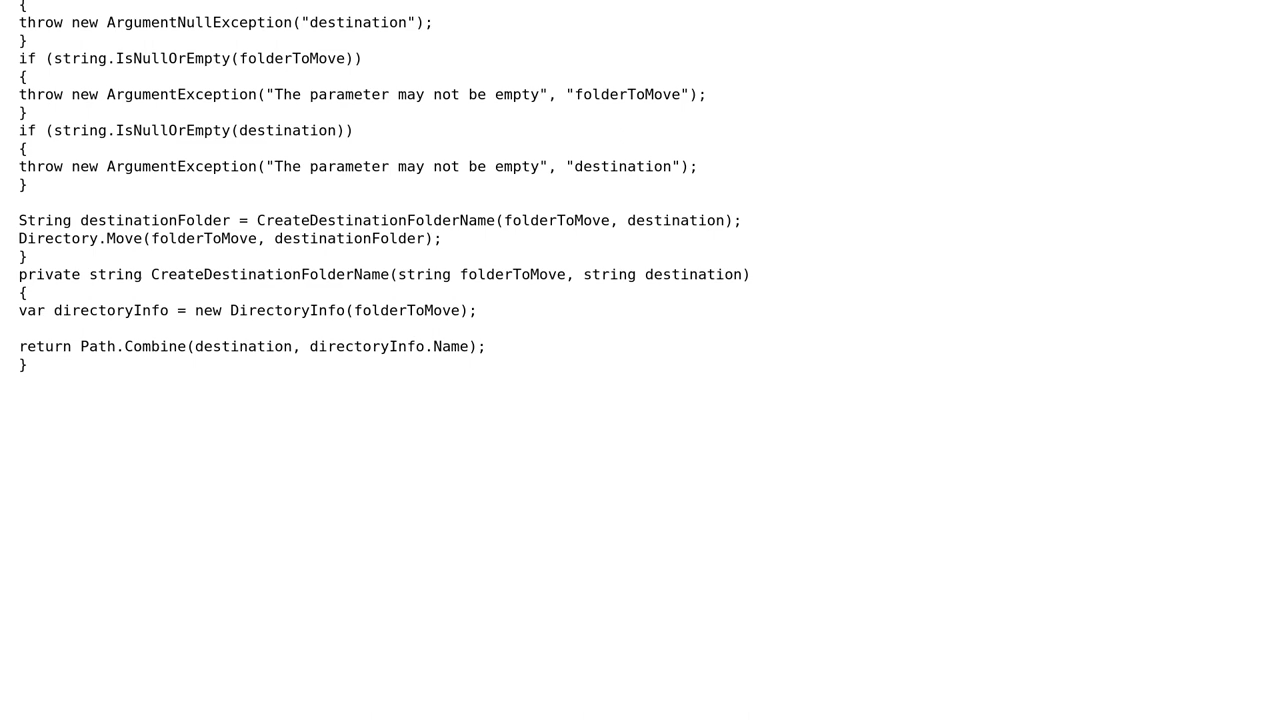 {
throw new ArgumentNullException("destination");
}
if (string.IsNullOrEmpty(folderToMove))
{
throw new ArgumentException("The parameter may not be empty", "folderToMove");
}
if (string.IsNullOrEmpty(destination))
{
throw new ArgumentException("The parameter may not be empty", "destination");
}

String destinationFolder = CreateDestinationFolderName(folderToMove, destination);
Directory.Move(folderToMove, destinationFolder);
}
private string CreateDestinationFolderName(string folderToMove, string destination)
{
var directoryInfo = new DirectoryInfo(folderToMove);

return Path.Combine(destination, directoryInfo.Name);
}